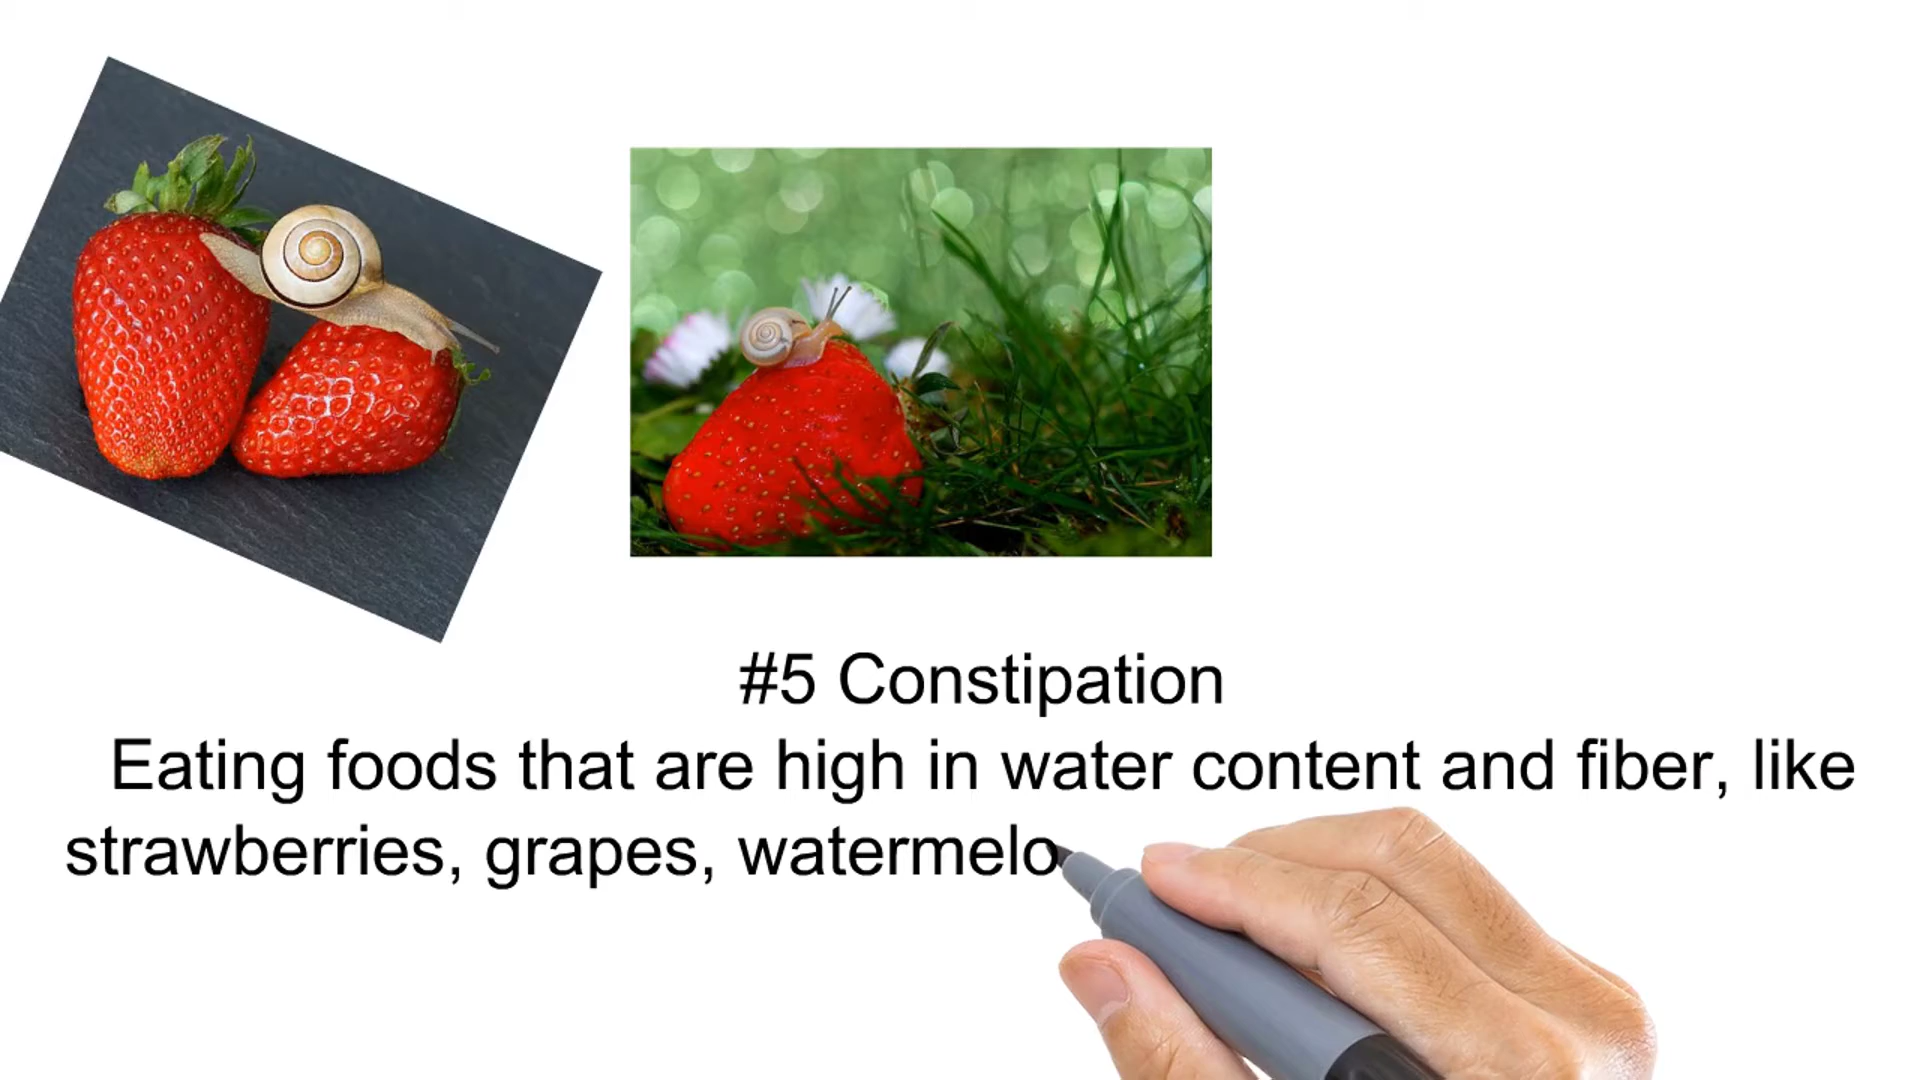 #5 Constipation
Eating foods that are high in water content and fiber, like
strawberries, grapes, watermelo